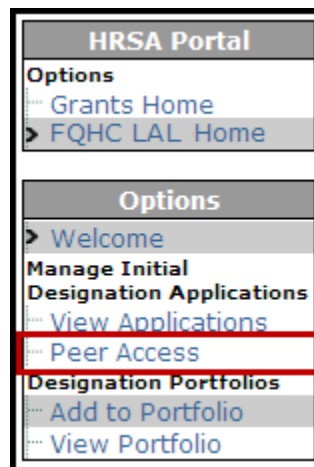 HRSA Portal
Options
Grants Home
FQHC LAL Home
Options
Welcome
Manage Initial
Designation Applications
View Applications
Peer Access
Designation Portfolios
Add to Portfolio
View Portfolio